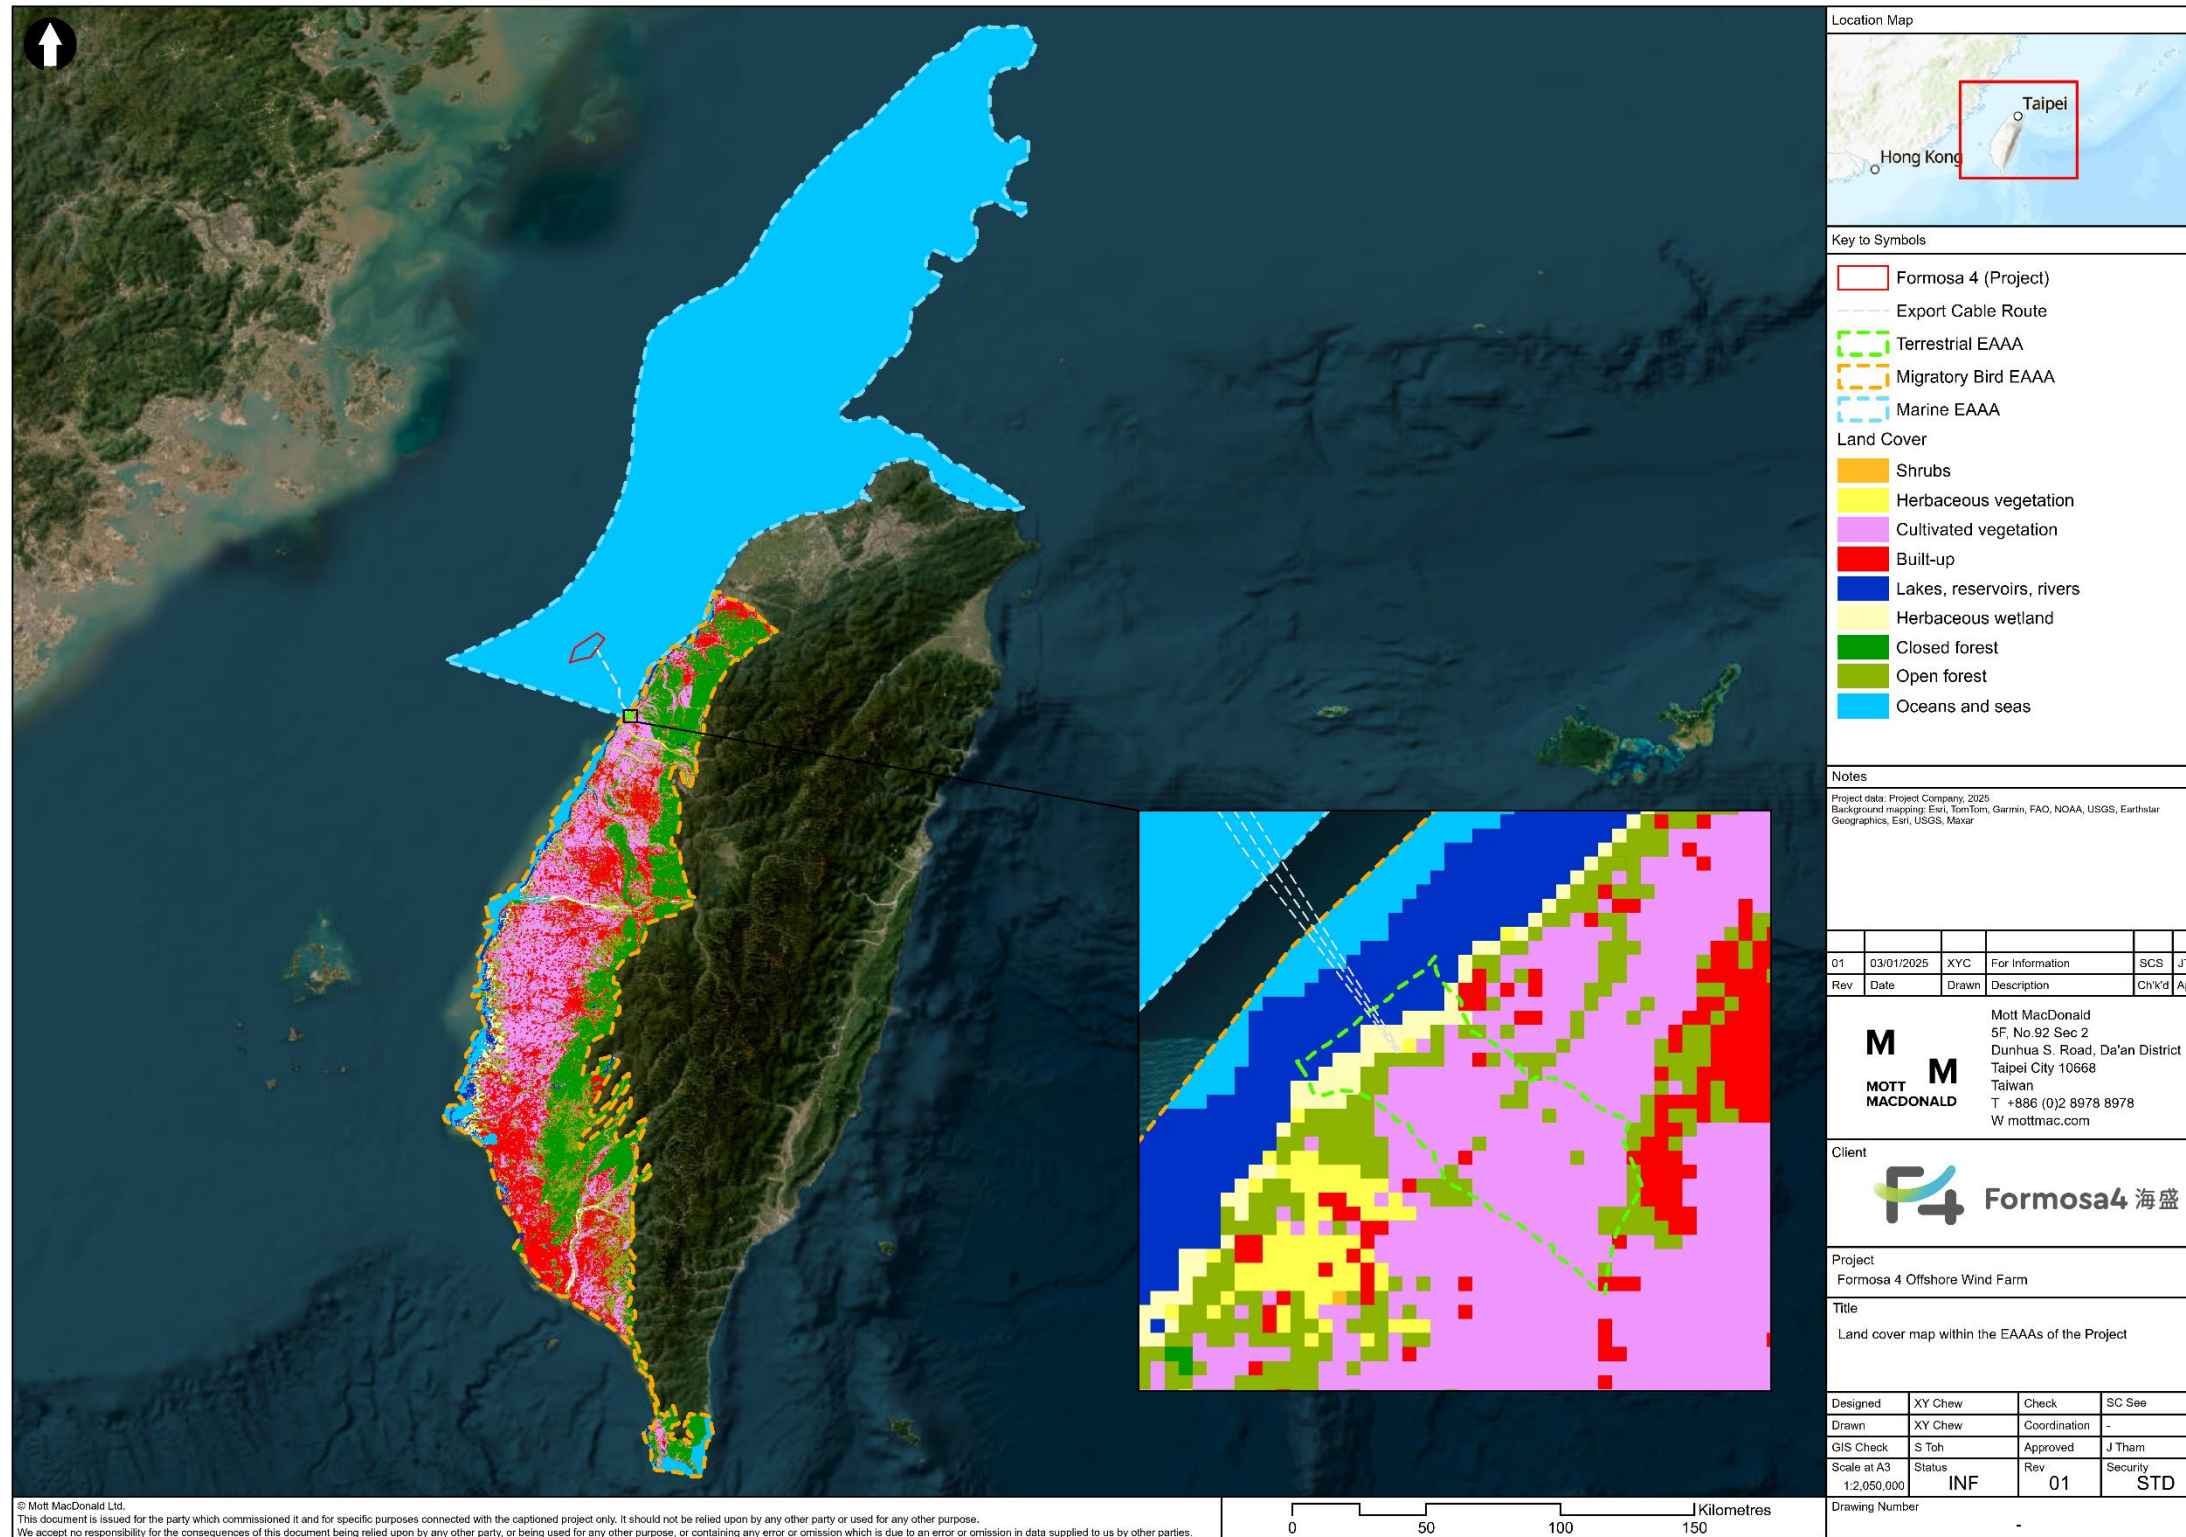 Location Map
Taipei
Hong Kong
Key to Symbols
Formosa 4 (Project)
Export Cable Route
Terrestrial EAAA
Migratory Bird EAAA
Marine EAAA
Land Cover
Shrubs
Herbaceous vegetation
Cultivated vegetation
Built-up
Lakes, reservoirs, rivers
Herbaceous wetland
Closed forest
Open forest
Oceans and seas
Notes
Project data: Project Company, 2025
Background mapping: Esri, TomTom, Garmin, FAO, NOAA, USGS, Earthstar
Geographics, Esri, USGS, Maxar
01 03/01/2025 XYC For Information SCS
Rev Date Drawn Description Ch'k'd
M M
MOTT
MACDONALD
Mott MacDonald
5F, No.92 Sec 2
Dunhua S. Road, Da'an District
Taipei City 10668
Taiwan
T +886 (0)2 8978 8978
W mottmac.com
Client
F4
Formosa4 海盛
Project
Formosa 4 Offshore Wind Farm
Title
Land cover map within the EAAAs of the Project
Designed XY Chew Check SC See
Drawn XY Chew Coordination -
GIS Check S Toh Approved J Tham
Scale at A3 Status Rev Security
1:2,050,000 INF 01 STD
Drawing Number
-
© Mott MacDonald Ltd.
This document is issued for the party which commissioned it and for specific purposes connected with the captioned project only. It should not be relied upon by any other party or used for any other purpose.
We accept no responsibility for the consequences of this document being relied upon by any other party, or being used for any other purpose, or containing any error or omission which is due to an error or omission in data supplied to us by other parties.
Kilometres
0 50 100 150